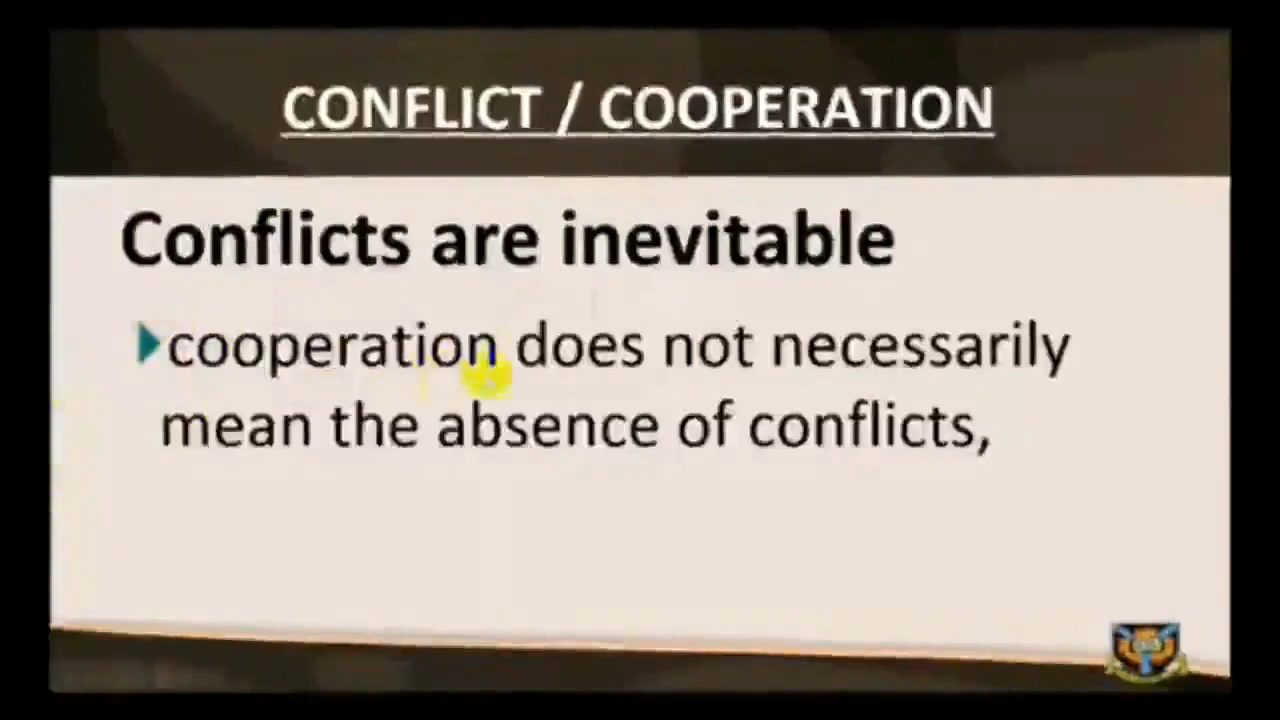 CONFLICT / COOPERATION
Conflicts are inevitable
cooperation does not necessarily
mean the absence of conflicts,